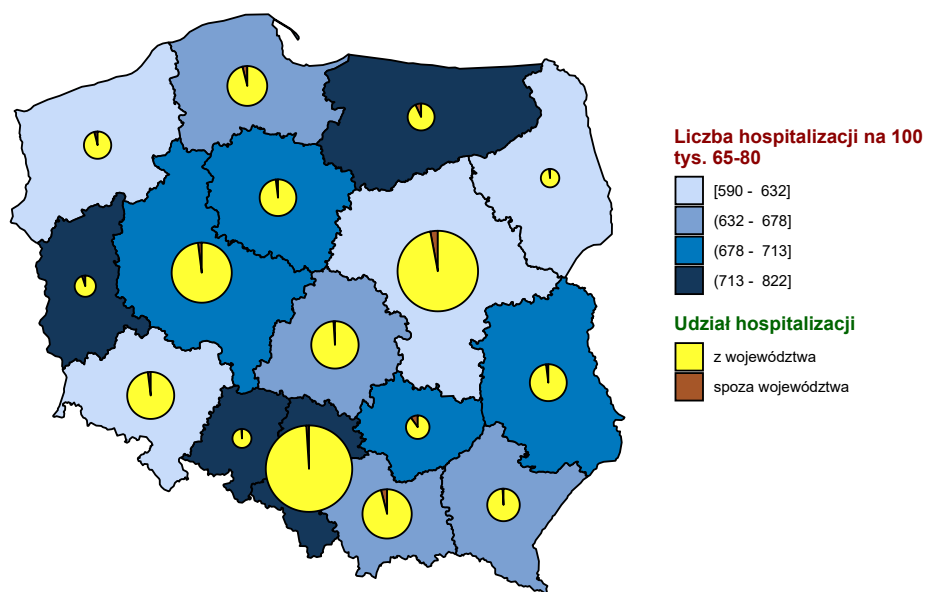 Liczba hospitalizacji na 100
tys. 65-80
[590 - 632]
(632 - 678]
(678 - 713]
(713 - 822]
Udział hospitalizacji
z województwa
spoza województwa